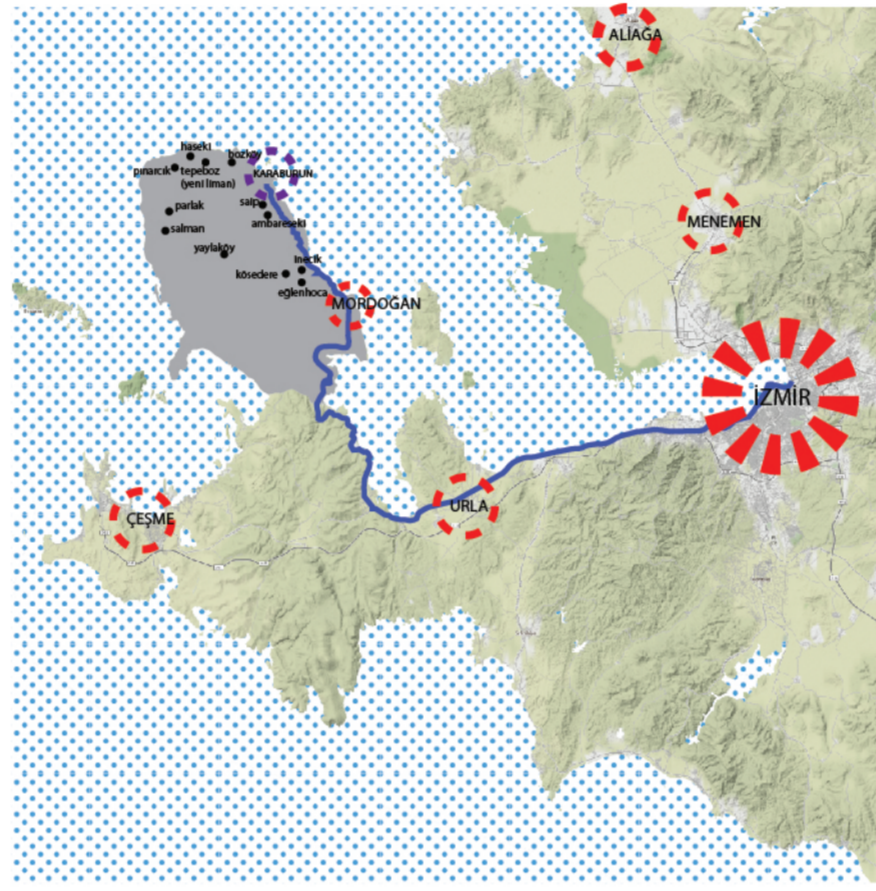 ALİAĞA
haseki
bozköy
pınarcık
tepeboz
(yeni liman)
KARABURUN
saip
parlak
ambarseki
salman
MENEMEN
yaylaköy
inecik
kösedere
eğlenhoca
MORDOĞAN
İZMİR
URLA
ÇEŞME